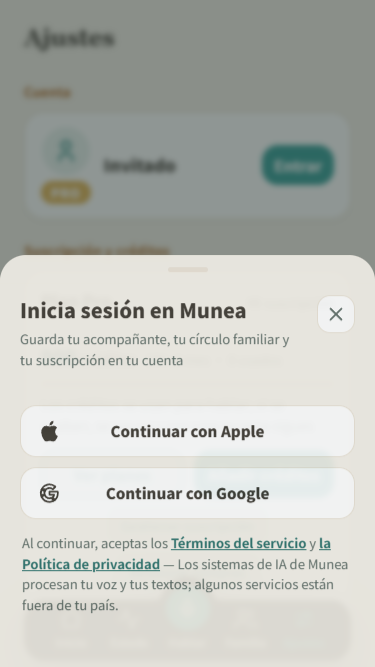 Ajustes
Cuenta
Invitado
Entrar
Inicia sesión en Munea
Guarda tu acompañante, tu círculo familiar y
tu suscripción en tu cuenta
Continuar con Apple
Continuar con Google
Al continuar, aceptas los Términos del servicio y la
Política de privacidad — Los sistemas de IA de Munea
procesan tu voz y tus textos; algunos servicios están
fuera de tu país.